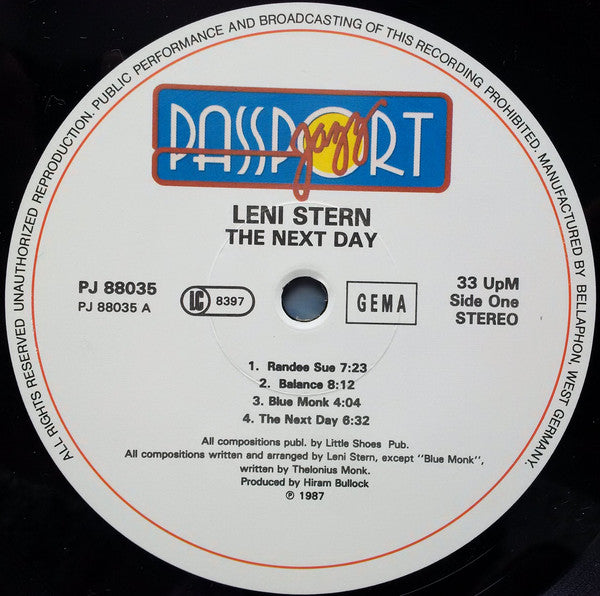 ALL RIGHTS RESERVED UNAUTHORIZED REPRODUCTION. PUBLIC PERFORMANCE AND BROADCASTING OF THIS RECORDING PROHIBITED. MANUFACTURED BY BELLAPHON, WEST GERMANY.
PASSPORT
jazz
LENI STERN
THE NEXT DAY
PJ 88035
PJ 88035 A
LC 8397
GEMA
33 UpM
Side One
STEREO
1. Randee Sue 7:23
2. Balance 8:12
3. Blue Monk 4:04
4. The Next Day 6:32
All compositions publ. by Little Shoes Pub.
All compositions written and arranged by Leni Stern, except "Blue Monk",
written by Thelonius Monk.
Produced by Hiram Bullock
℗ 1987